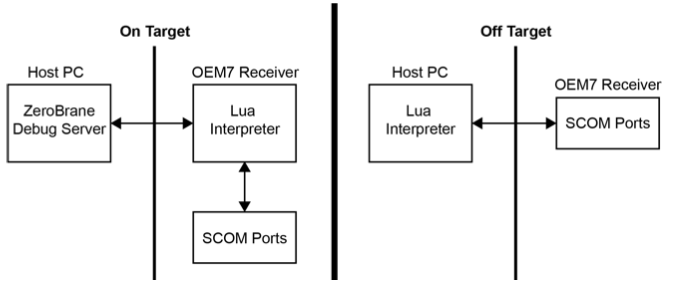 On Target
Host PC
OEM7 Receiver
ZeroBrane
Debug Server
Lua
Interpreter
SCOM Ports
Off Target
Host PC
OEM7 Receiver
Lua
Interpreter
SCOM Ports